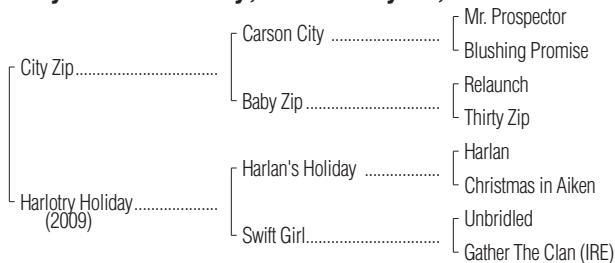 Mr. Prospector
Carson City ....................................
Blushing Promise
City Zip...............................................
Relaunch
Baby Zip............................................
Thirty Zip
Harlan
Harlan's Holiday .........................
Christmas in Aiken
Harlotry Holiday............................
(2009)
Unbridled
Swift Girl............................................
Gather The Clan (IRE)